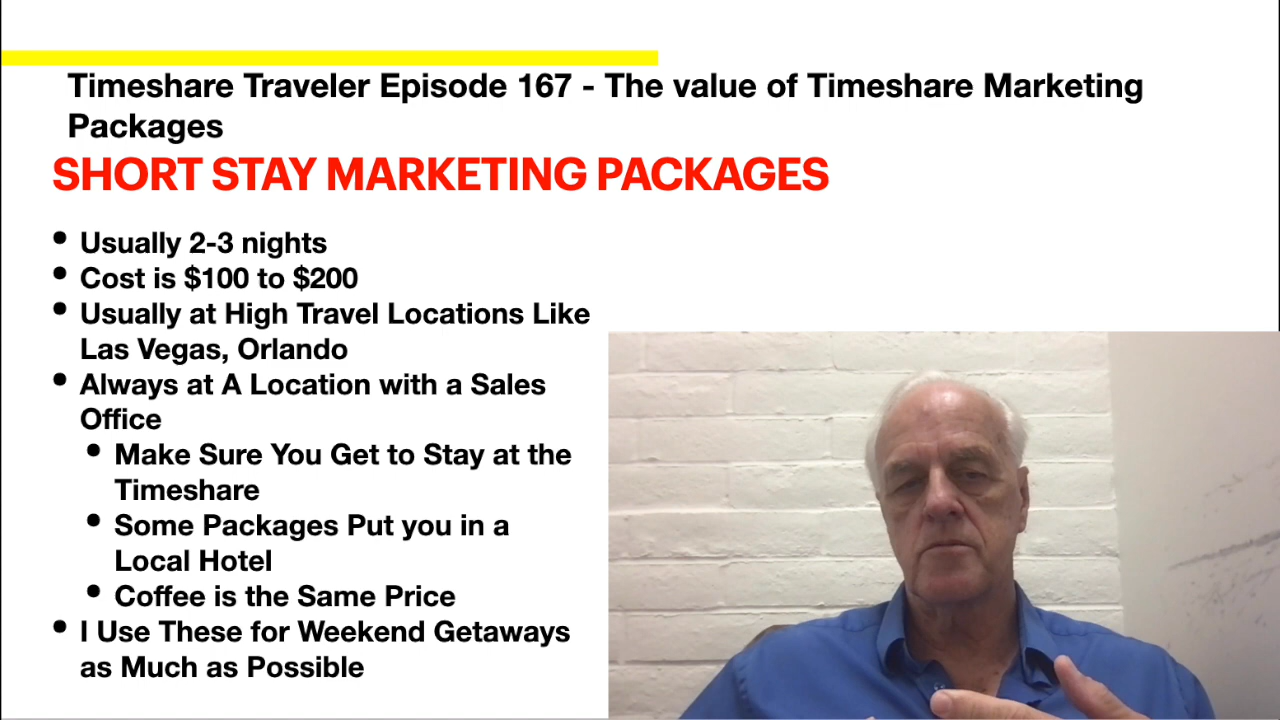 Timeshare Traveler Episode 167 - The value of Timeshare Marketing
Packages
SHORT STAY MARKETING PACKAGES
• Usually 2-3 nights
• Cost is $100 to $200
• Usually at High Travel Locations Like
Las Vegas, Orlando
• Always at A Location with a Sales
Office
• Make Sure You Get to Stay at the
Timeshare
• Some Packages Put you in a
Local Hotel
• Coffee is the Same Price
• I Use These for Weekend Getaways
as Much as Possible